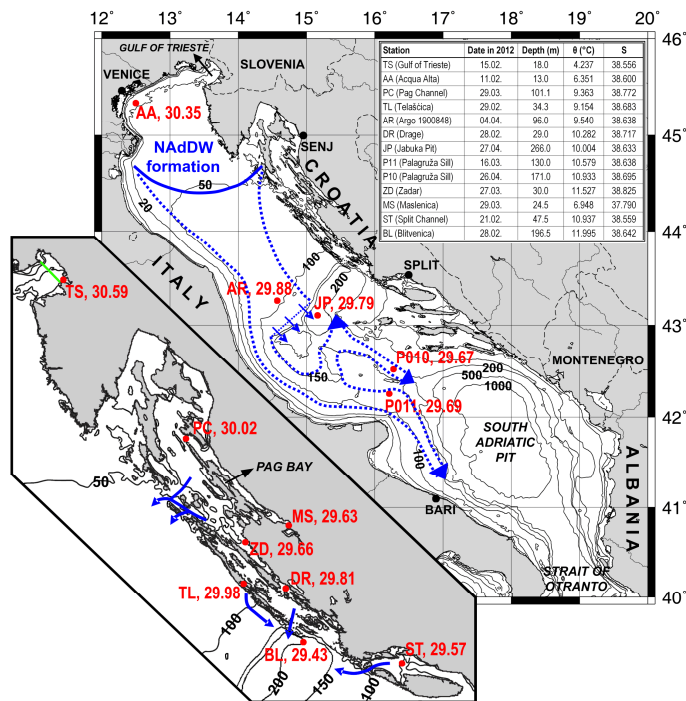 12° 13° 14° 15° 16° 17° 18° 19° 20°
46°
45°
44°
43°
42°
41°
40°
Station Date in 2012 Depth (m) θ (°C) S
TS (Gulf of Trieste) 15.02. 18.0 4.237 38.556
AA (Acqua Alta) 11.02. 13.0 6.351 38.600
PC (Pag Channel) 29.03. 101.1 9.363 38.772
TL (Telašćica) 29.02. 34.3 9.154 38.683
AR (Argo 1900848) 04.04. 96.0 9.540 38.638
DR (Drage) 28.02. 29.0 10.282 38.717
JP (Jabuka Pit) 27.04. 266.0 10.004 38.633
P11 (Palagruža Sill) 16.03. 130.0 10.579 38.638
P10 (Palagruža Sill) 26.04. 171.0 10.933 38.695
ZD (Zadar) 27.03. 30.0 11.527 38.825
MS (Maslenica) 29.03. 24.5 6.948 37.790
ST (Split Channel) 21.02. 47.5 10.937 38.559
BL (Blitvenica) 28.02. 196.5 11.995 38.642
GULF OF TRIESTE
SLOVENIA
VENICE
AA, 30.35
NAdDW
formation
SENJ
CROATIA
50
20
ITALY
100
200
SPLIT
AR, 29.88
JP, 29.79
P010, 29.67
150
P011, 29.69
MONTENEGRO
200
500
1000
SOUTH
ADRIATIC
PIT
100
BARI
ALBANIA
STRAIT OF
OTRANTO
TS, 30.59
PC, 30.02
PAG BAY
50
MS, 29.63
ZD, 29.66
DR, 29.81
TL, 29.98
100
BL, 29.43
ST, 29.57
200
150
100